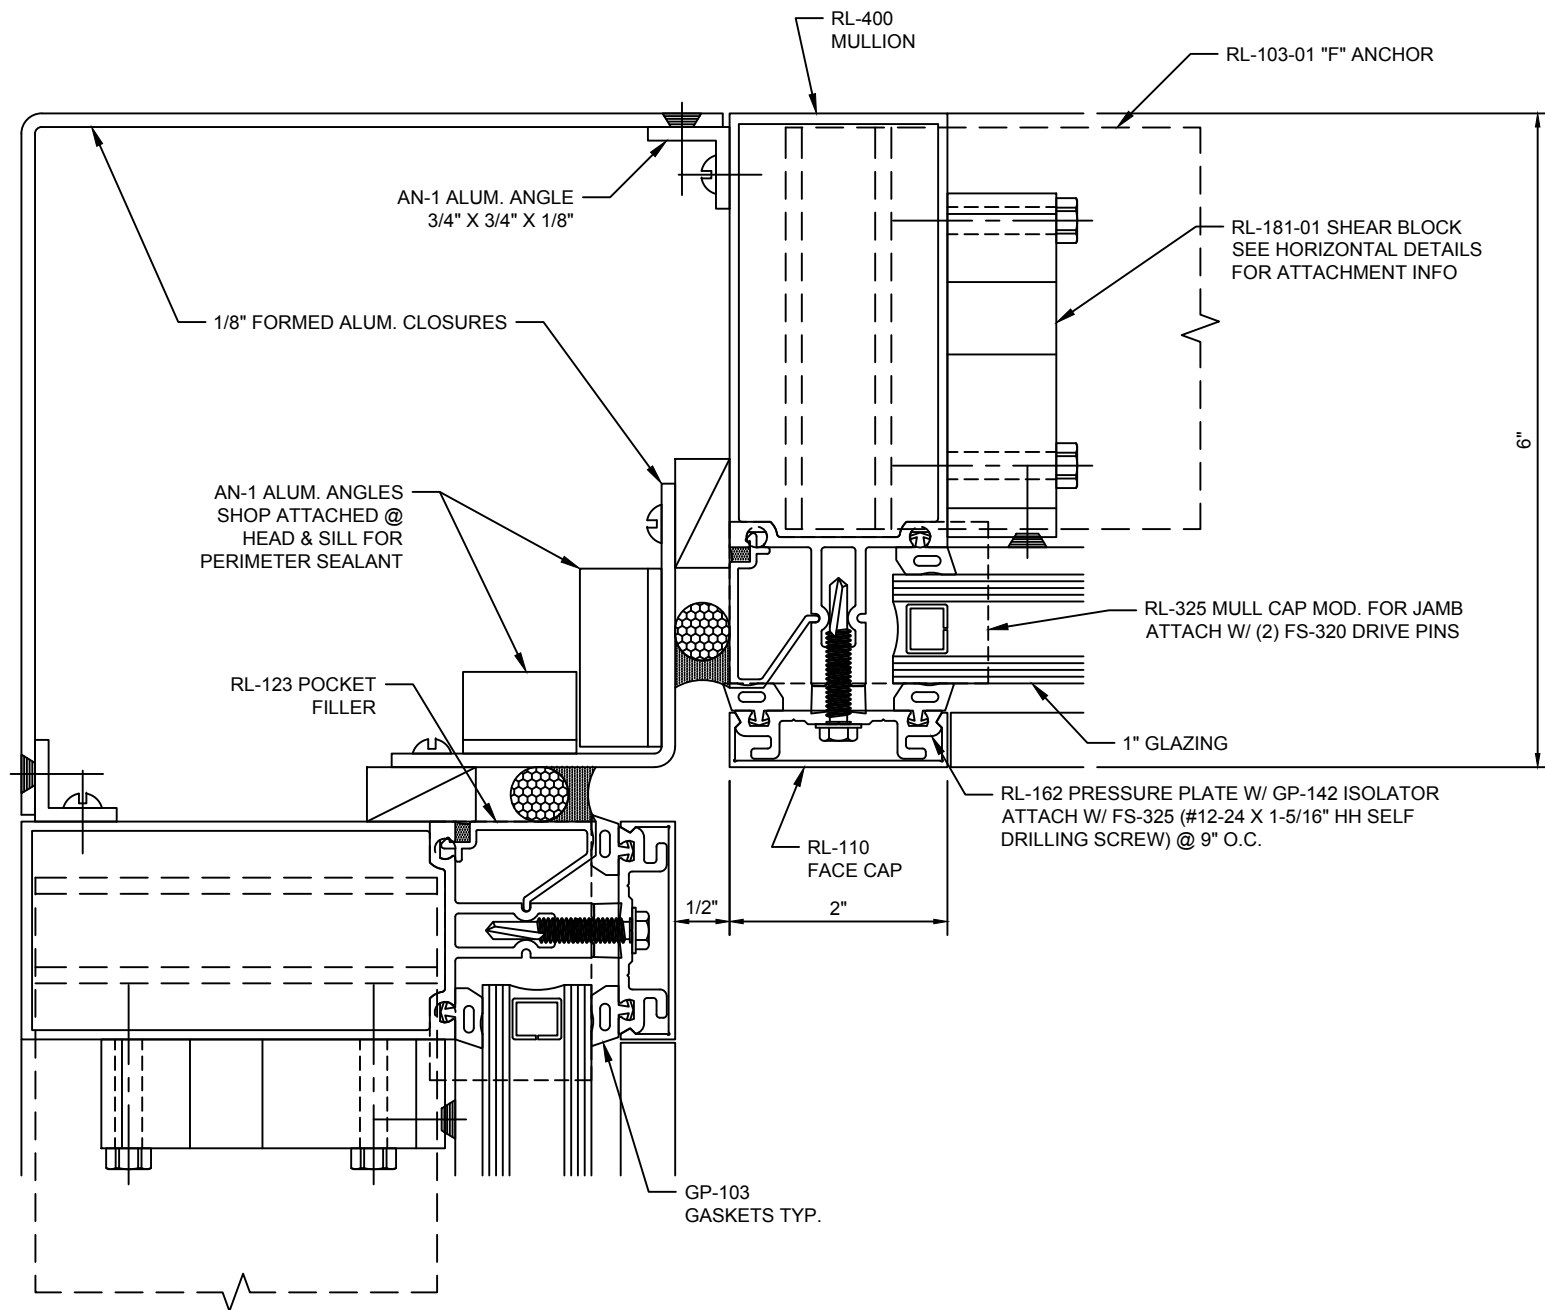 RL-400
MULLION
RL-103-01 "F" ANCHOR
AN-1 ALUM. ANGLE
3/4" X 3/4" X 1/8"
RL-181-01 SHEAR BLOCK
SEE HORIZONTAL DETAILS
FOR ATTACHMENT INFO
1/8" FORMED ALUM. CLOSURES
6"
AN-1 ALUM. ANGLES
SHOP ATTACHED @
HEAD & SILL FOR
PERIMETER SEALANT
RL-325 MULL CAP MOD. FOR JAMB
ATTACH W/ (2) FS-320 DRIVE PINS
RL-123 POCKET
FILLER
1" GLAZING
RL-162 PRESSURE PLATE W/ GP-142 ISOLATOR
ATTACH W/ FS-325 (#12-24 X 1-5/16" HH SELF
DRILLING SCREW) @ 9" O.C.
RL-110
FACE CAP
1/2"
2"
GP-103
GASKETS TYP.